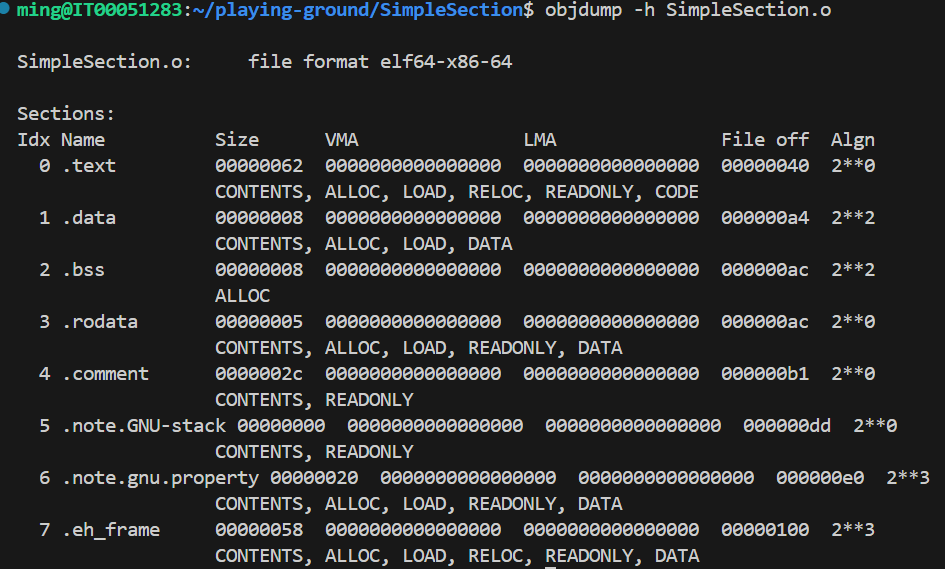 ming@IT00051283:~/playing-ground/SimpleSection$ objdump -h SimpleSection.o
SimpleSection.o:     file format elf64-x86-64
Sections:
Idx Name          Size      VMA               LMA               File off  Algn
  0 .text         00000062  0000000000000000  0000000000000000  00000040  2**0
                  CONTENTS, ALLOC, LOAD, RELOC, READONLY, CODE
  1 .data         00000008  0000000000000000  0000000000000000  000000a4  2**2
                  CONTENTS, ALLOC, LOAD, DATA
  2 .bss          00000008  0000000000000000  0000000000000000  000000ac  2**2
                  ALLOC
  3 .rodata       00000005  0000000000000000  0000000000000000  000000ac  2**0
                  CONTENTS, ALLOC, LOAD, READONLY, DATA
  4 .comment      0000002c  0000000000000000  0000000000000000  000000b1  2**0
                  CONTENTS, READONLY
  5 .note.GNU-stack 00000000  0000000000000000  0000000000000000  000000dd  2**0
                  CONTENTS, READONLY
  6 .note.gnu.property 00000020  0000000000000000  0000000000000000  000000e0  2**3
                  CONTENTS, ALLOC, LOAD, READONLY, DATA
  7 .eh_frame     00000058  0000000000000000  0000000000000000  00000100  2**3
                  CONTENTS, ALLOC, LOAD, RELOC, READONLY, DATA